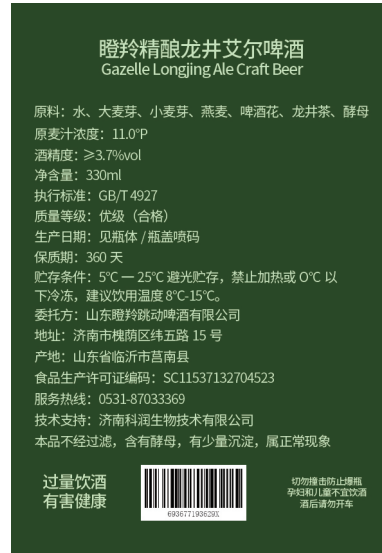 瞪羚精酿龙井艾尔啤酒
Gazelle Longjing Ale Craft Beer
原料：水、大麦芽、小麦芽、燕麦、啤酒花、龙井茶、酵母
原麦汁浓度：11.0°P
酒精度：≥3.7%vol
净含量：330ml
执行标准：GB/T 4927
质量等级：优级（合格）
生产日期：见瓶体 / 瓶盖喷码
保质期：360 天
贮存条件：5℃ 一 25℃ 避光贮存，禁止加热或 0℃ 以
下冷冻，建议饮用温度 8℃-15℃。
委托方：山东瞪羚跳动啤酒有限公司
地址：济南市槐荫区纬五路 15 号
产地：山东省临沂市莒南县
食品生产许可证编码：SC11537132704523
服务热线：0531-87033369
技术支持：济南科润生物技术有限公司
本品不经过滤，含有酵母，有少量沉淀，属正常现象
过量饮酒
有害健康
693677193629X
切勿撞击防止爆瓶
孕妇和儿童不宜饮酒
酒后请勿开车